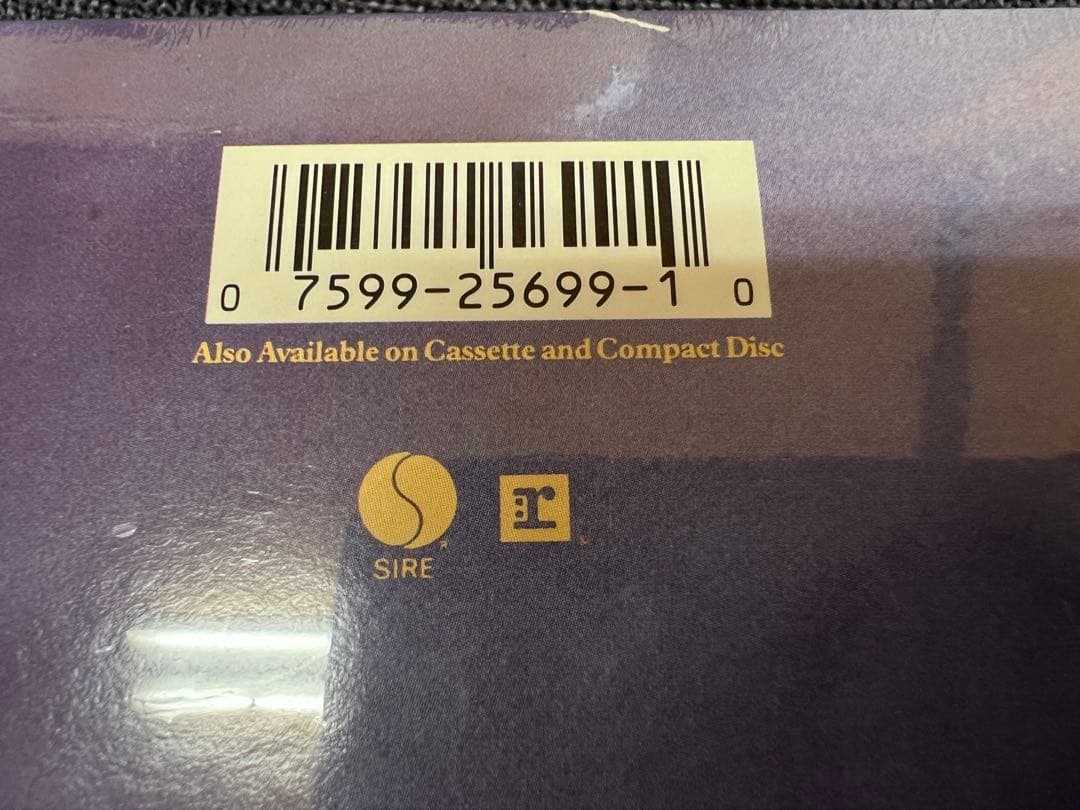 0 7599-25699-1 0
Also Available on Cassette and Compact Disc
SIRE
:r